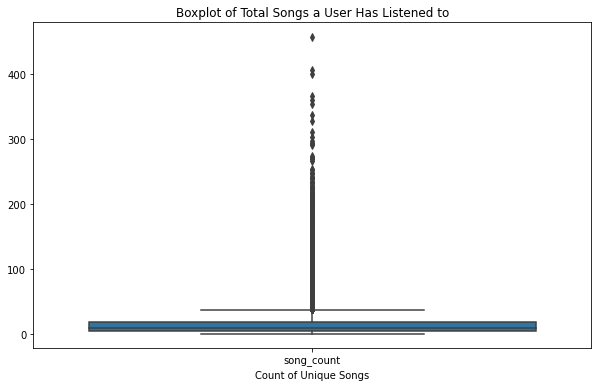 Boxplot of Total Songs a User Has Listened to
400
300
200
100
0
song_count
Count of Unique Songs